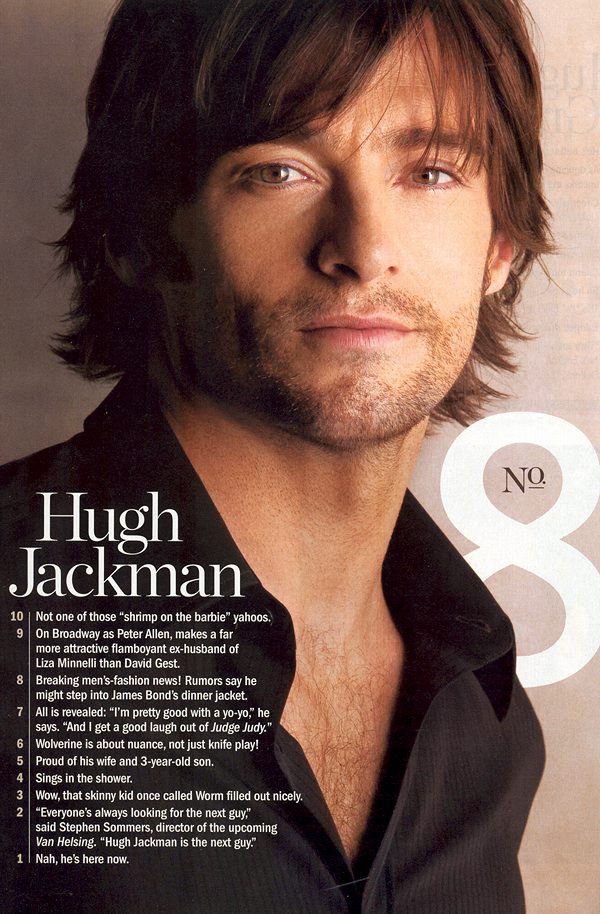 No.
8
Hugh
Jackman
10 Not one of those “shrimp on the barbie” yahoos.
9 On Broadway as Peter Allen, makes a far
more attractive flamboyant ex-husband of
Liza Minnelli than David Gest.
8 Breaking men's-fashion news! Rumors say he
might step into James Bond's dinner jacket.
7 All is revealed: “I'm pretty good with a yo-yo,” he
says. “And I get a good laugh out of Judge Judy.”
6 Wolverine is about nuance, not just knife play!
5 Proud of his wife and 3-year-old son.
4 Sings in the shower.
3 Wow, that skinny kid once called Worm filled out nicely.
2 “Everyone's always looking for the next guy,”
said Stephen Sommers, director of the upcoming
Van Helsing. “Hugh Jackman is the next guy.”
1 Nah, he's here now.